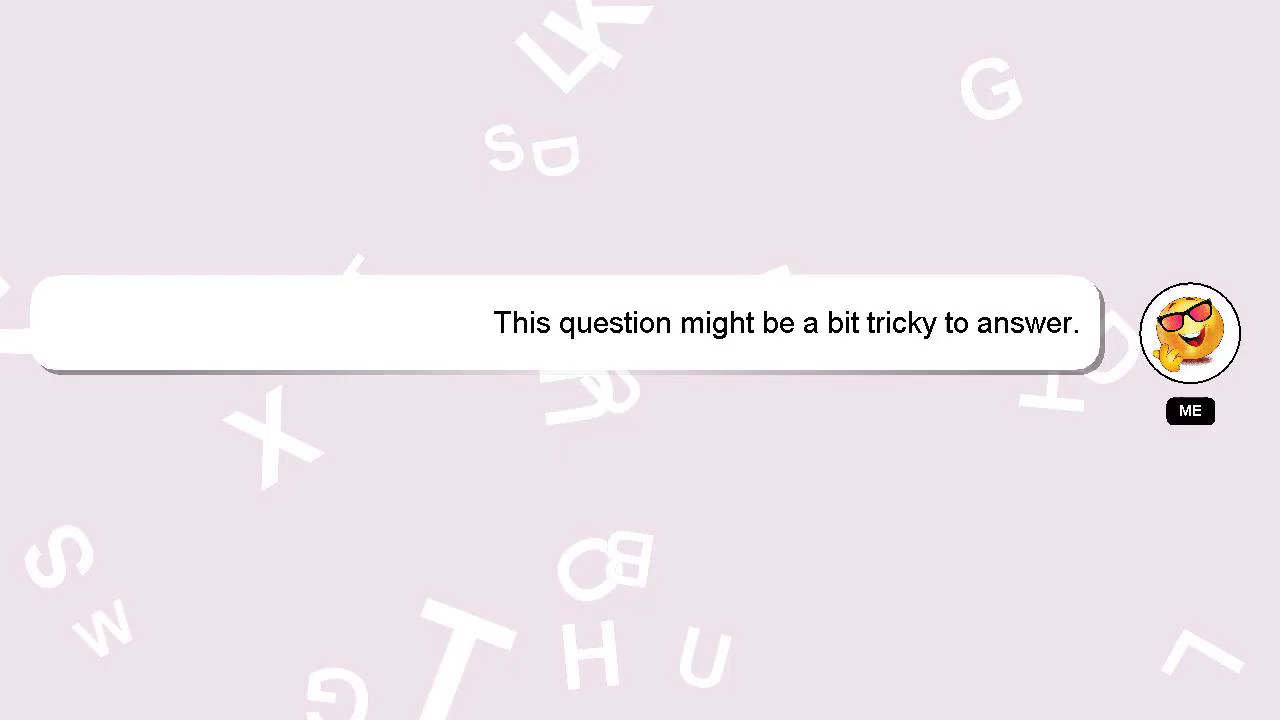 This question might be a bit tricky to answer.
ME
L
K
G
S
D
X
H
S
W
C
B
T
H
U
G
L